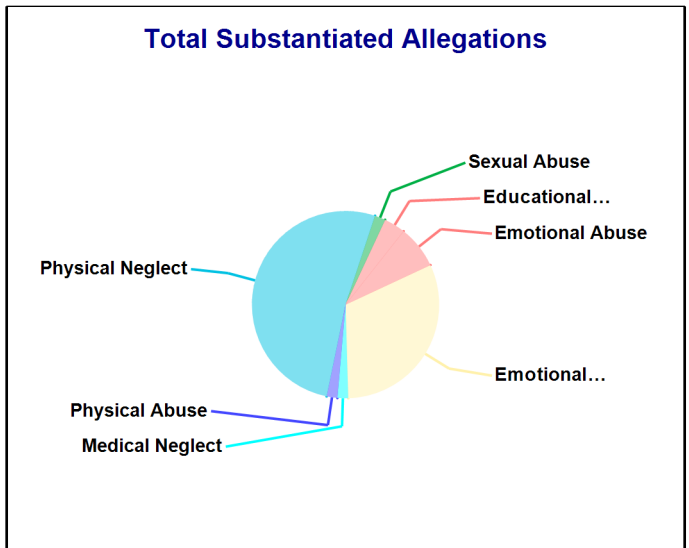 Total Substantiated Allegations
Sexual Abuse
Educational…
Emotional Abuse
Physical Neglect
Emotional…
Physical Abuse
Medical Neglect